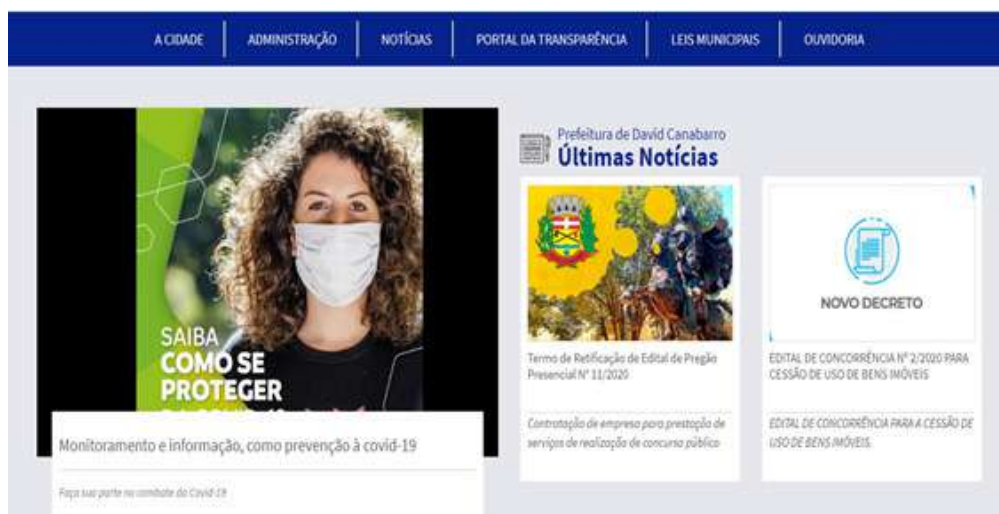 A CIDADE
ADMINISTRAÇÃO
NOTÍCIAS
PORTAL DA TRANSPARÊNCIA
LEIS MUNICIPAIS
OUVIDORIA
SAIBA
COMO SE
PROTEGER
Monitoramento e informação, como prevenção à covid-19
Faça sua parte no combate da Covid-19
Prefeitura de David Canabarro
Últimas Notícias
Termo de Retificação de Edital de Pregão
Presencial Nº 11/2020
Contratação de empresa para prestação de
serviços de realização de concurso público
NOVO DECRETO
EDITAL DE CONCORRÊNCIA Nº 2/2020 PARA
CESSÃO DE USO DE BENS IMÓVEIS
EDITAL DE CONCORRÊNCIA PARA A CESSÃO DE
USO DE BENS IMÓVEIS.